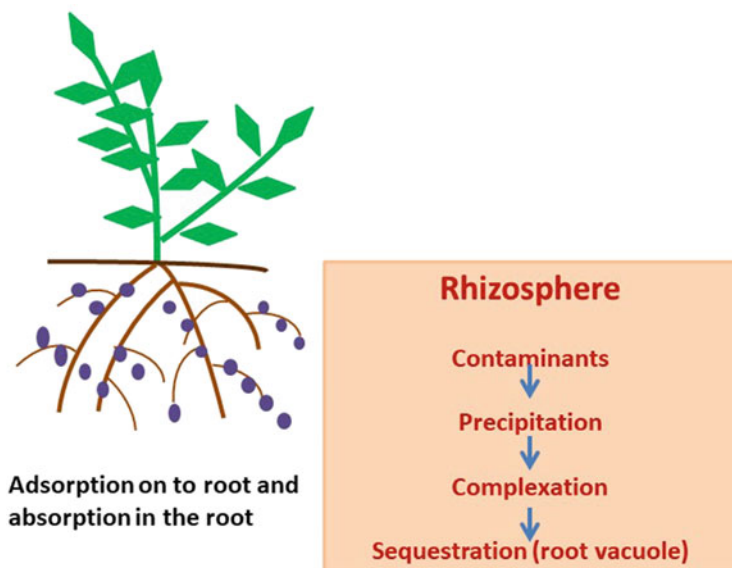 Rhizosphere
Contaminants
Precipitation
Complexation
Sequestration (root vacuole)
Adsorption on to root and
absorption in the root